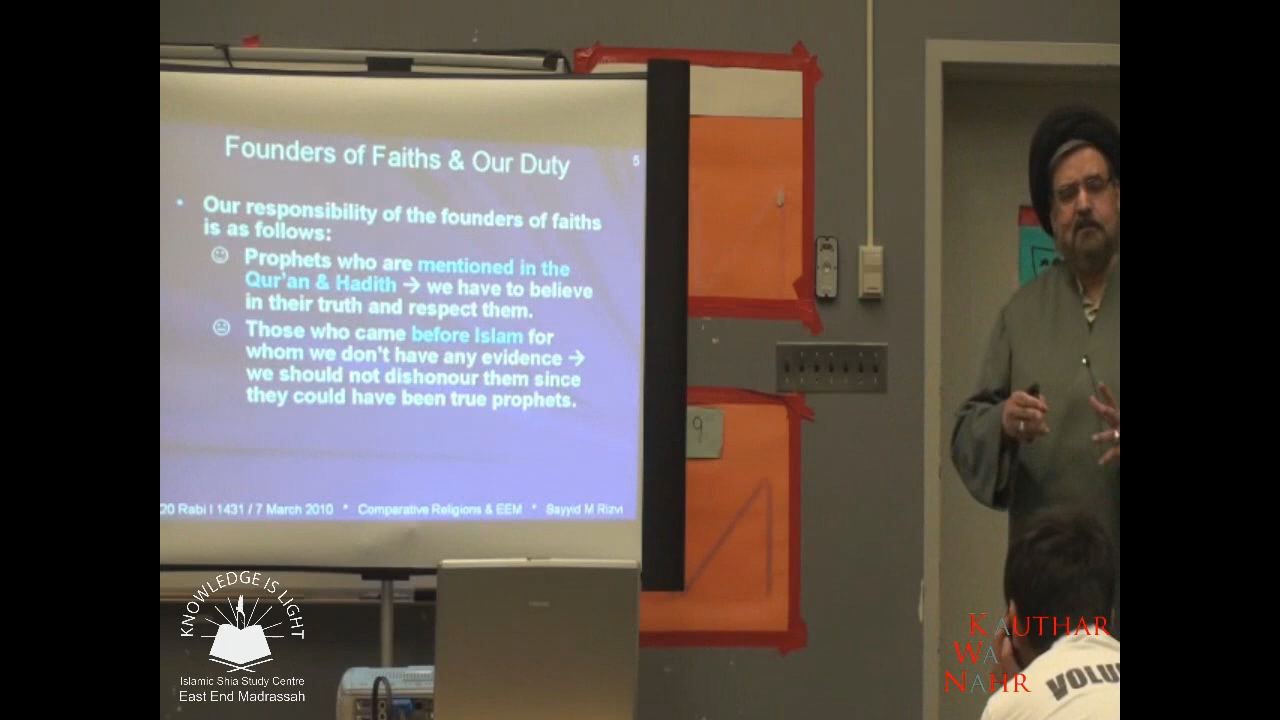 Founders of Faiths & Our Duty
5
• Our responsibility of the founders of faiths
is as follows:
Prophets who are mentioned in the
Qur'an & Hadith → we have to believe
in their truth and respect them.
Those who came before Islam for
whom we don't have any evidence →
we should not dishonour them since
they could have been true prophets.
20 Rabi I 1431 / 7 March 2010 * Comparative Religions & EEM * Sayyid M Rizvi
9
KNOWLEDGE IS LIGHT
Islamic Shia Study Centre
East End Madrassah
KAUTHAR
WA
NAHR
VOLU